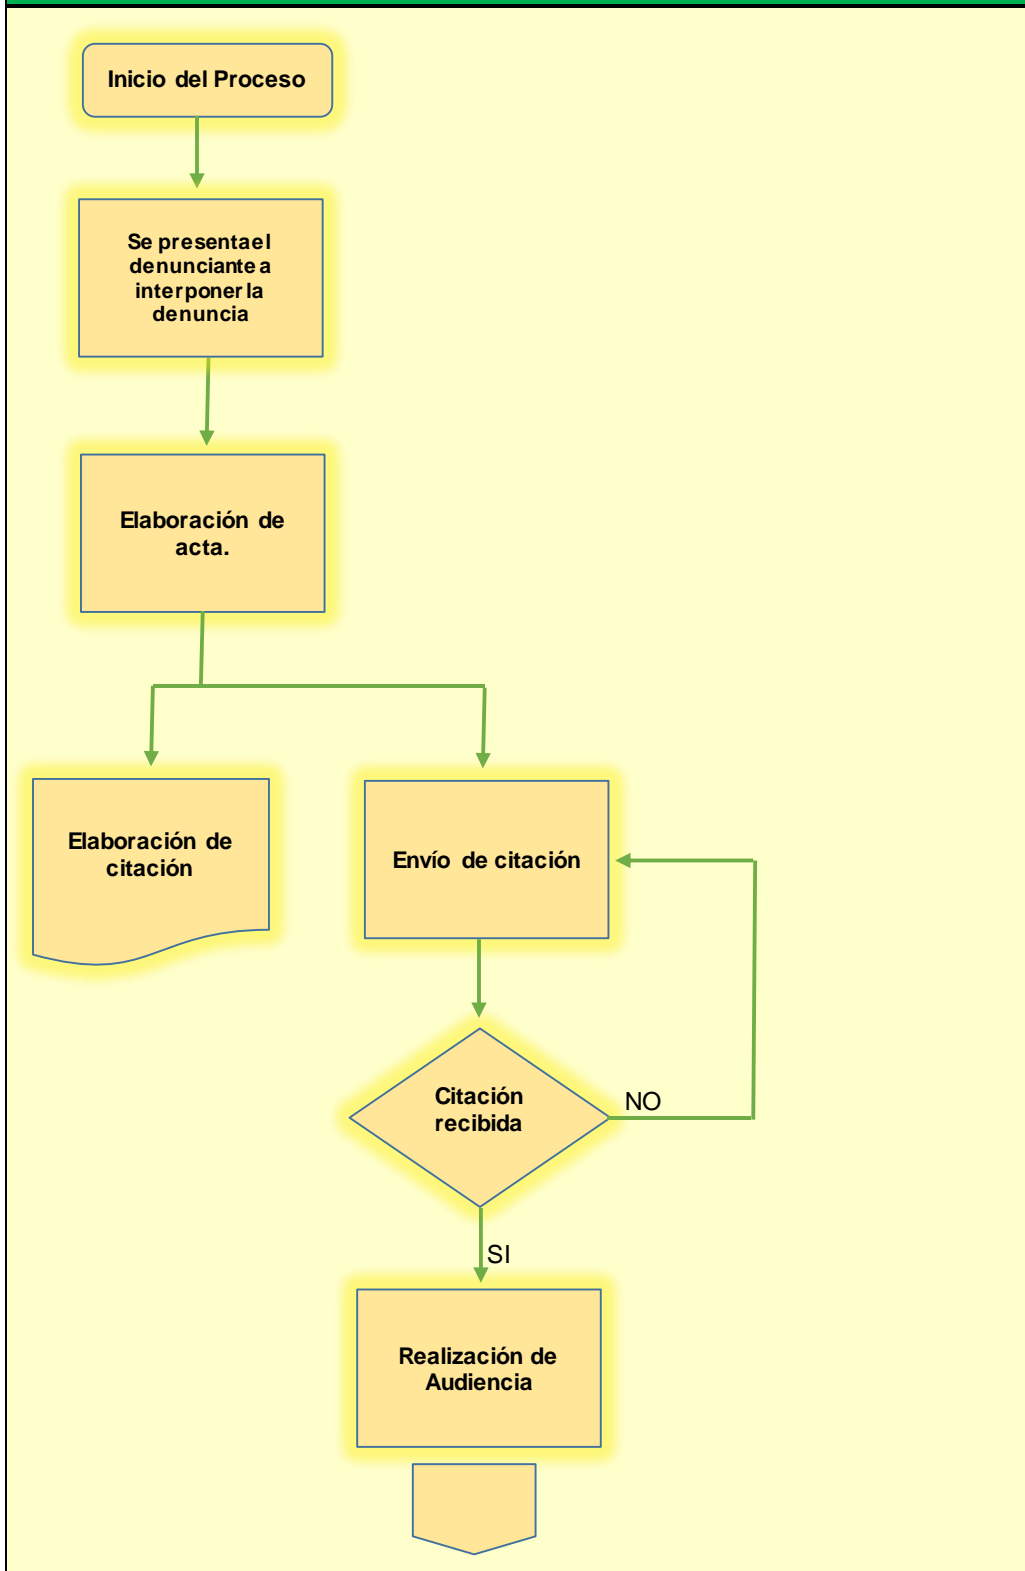 Inicio del Proceso
Se presenta el
denunciante a
interponer la
denuncia
Elaboración de
acta.
Elaboración de
citación
Envío de citación
Citación
recibida
NO
SI
Realización de
Audiencia